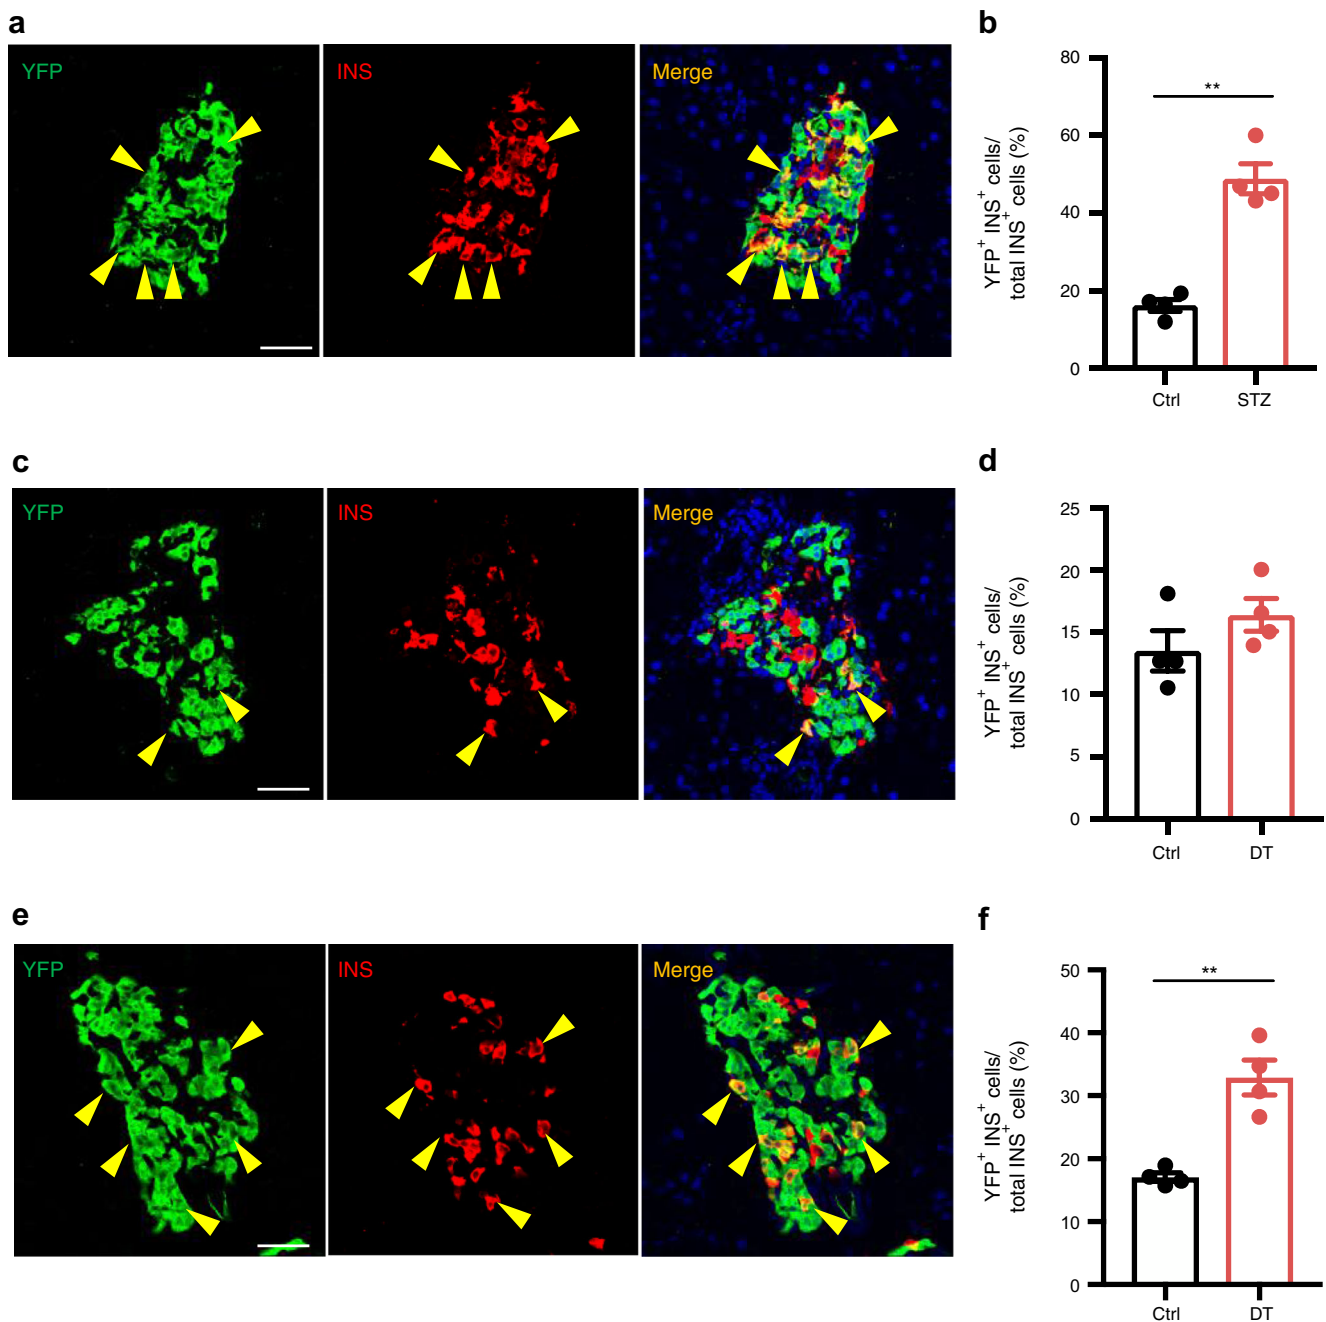 a
YFP
INS
Merge
b
80
60
40
20
0
YFP⁺ INS⁺ cells/
total INS⁺ cells (%)
**
Ctrl
STZ
c
YFP
INS
Merge
d
25
20
15
10
5
0
YFP⁺ INS⁺ cells/
total INS⁺ cells (%)
Ctrl
DT
e
YFP
INS
Merge
f
50
40
30
20
10
0
YFP⁺ INS⁺ cells/
total INS⁺ cells (%)
**
Ctrl
DT